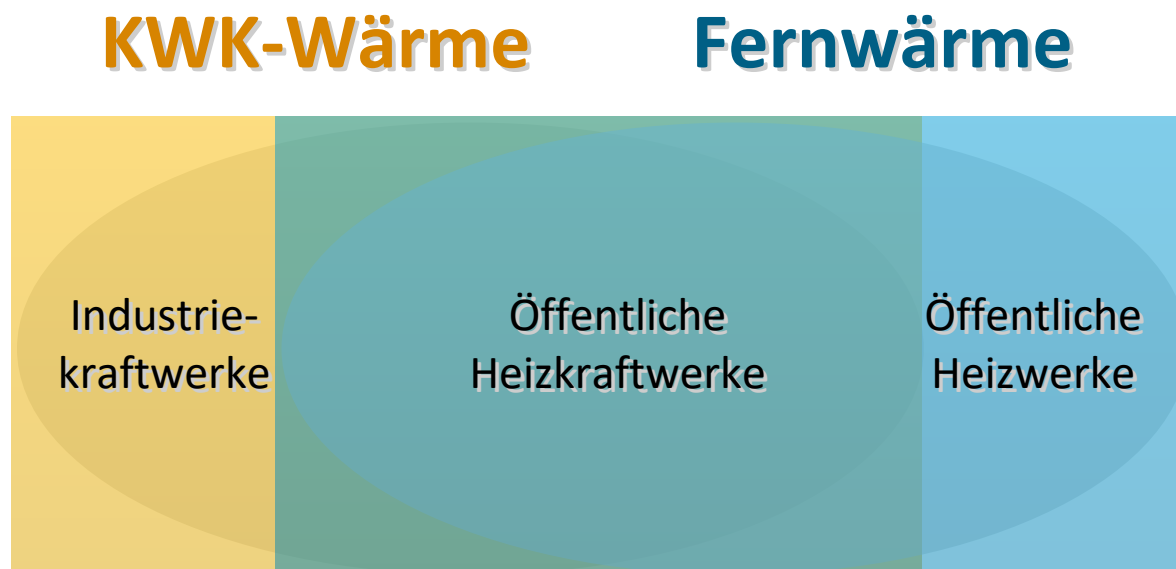 KWK-Wärme Fernwärme
Industrie-
kraftwerke
Öffentliche
Heizkraftwerke
Öffentliche
Heizwerke